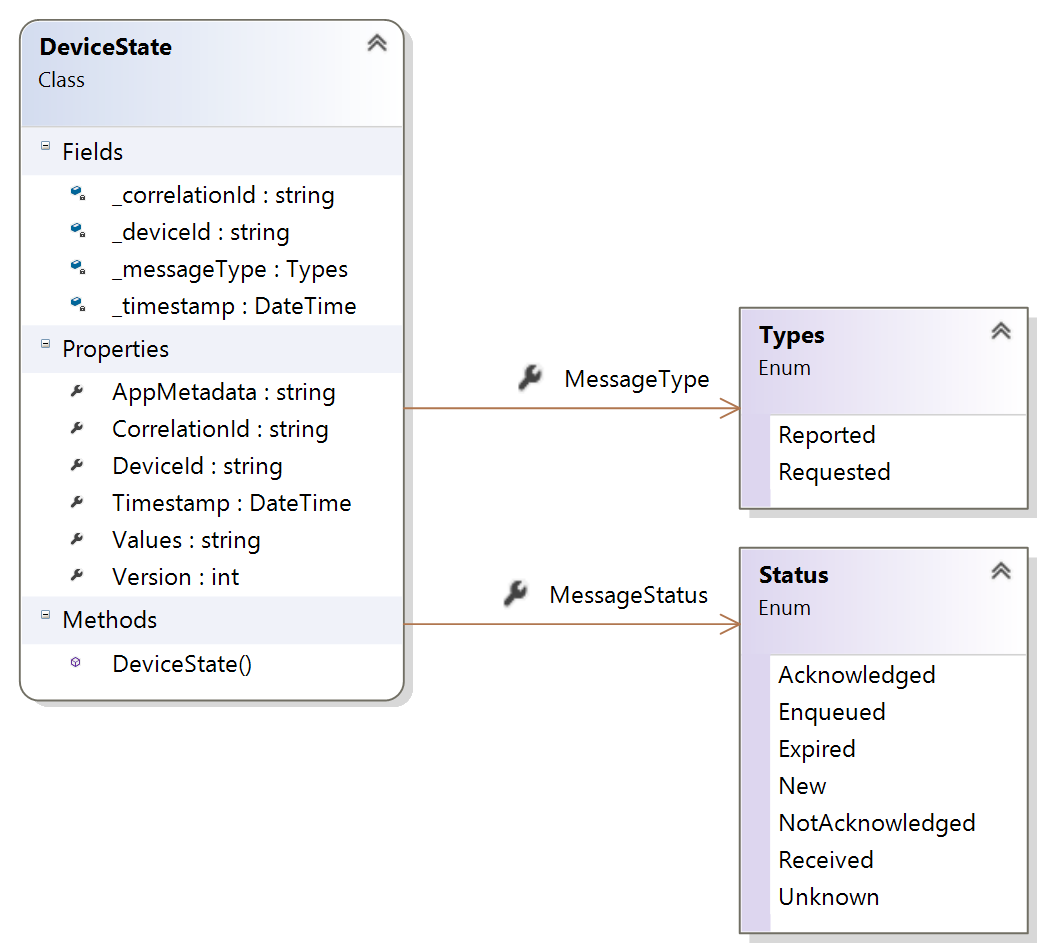 DeviceState
Class
Fields
_correlationId : string
_deviceId : string
_messageType : Types
_timestamp : DateTime
Properties
AppMetadata : string
CorrelationId : string
DeviceId : string
Timestamp : DateTime
Values : string
Version : int
Methods
DeviceState()
MessageType
Types
Enum
Reported
Requested
MessageStatus
Status
Enum
Acknowledged
Enqueued
Expired
New
NotAcknowledged
Received
Unknown